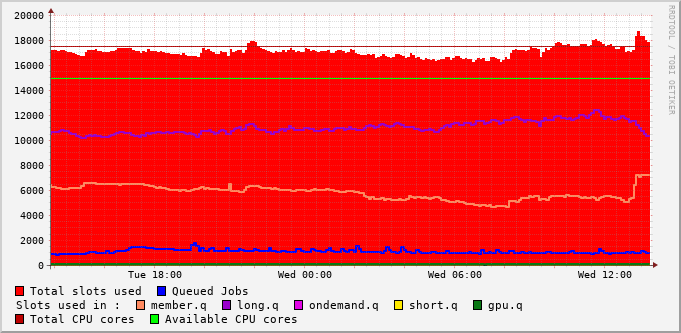 20000
18000
16000
14000
12000
10000
8000
6000
4000
2000
0
Tue 18:00 Wed 00:00 Wed 06:00 Wed 12:00
RRDTOOL / TOBI OETIKER
Total slots used Queued Jobs
Slots used in : member.q long.q ondemand.q short.q gpu.q
Total CPU cores Available CPU cores